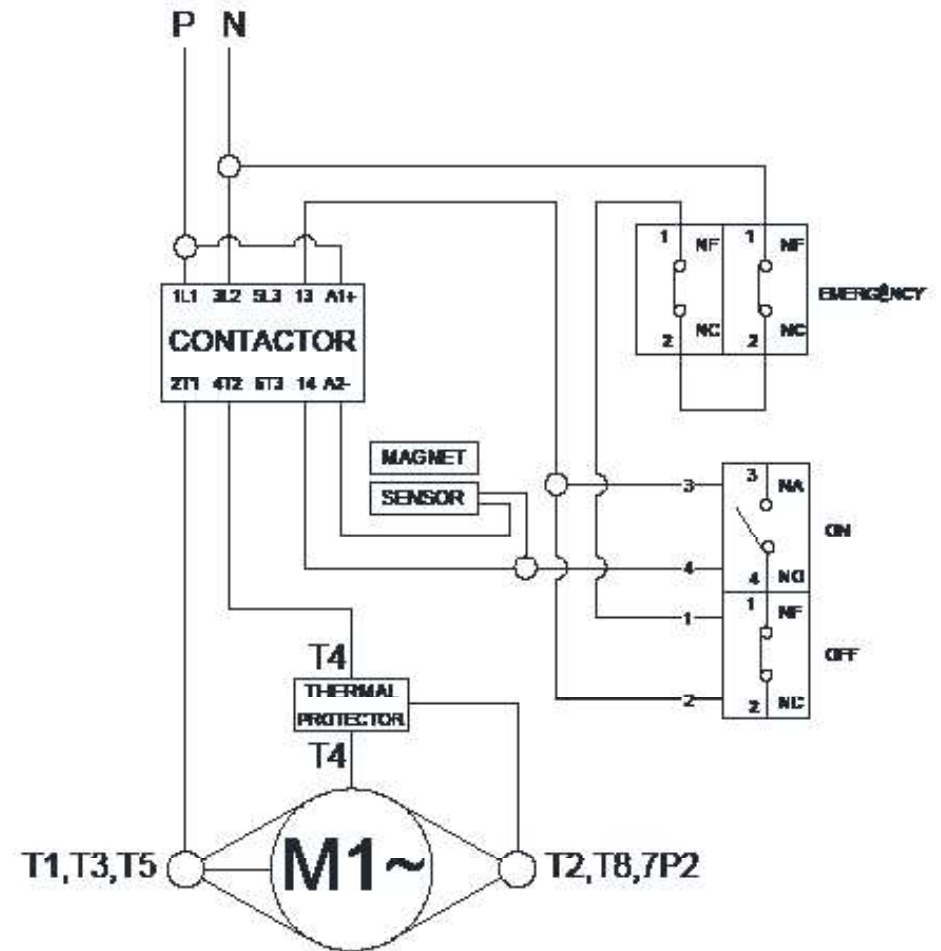 P N
1L1 3L2 5L3 13 A1+
CONTACTOR
2T1 4T2 6T3 14 A2-
1 NF 1 NF
EMERGÊNCY
2 NC 2 NC
MAGNET
SENSOR
3
3 NA
ON
4
4 NO
1
1 NF
OFF
2
2 NC
T4
THERMAL
PROTECTOR
T4
M1~
T1,T3,T5
T2,T8,7P2